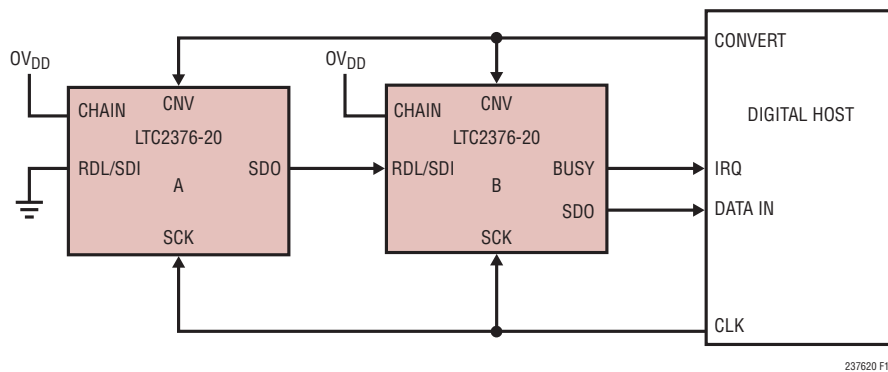 CONVERT
OVDD
OVDD
CHAIN
CNV
LTC2376-20
RDL/SDI
SDO
A
SCK
CHAIN
CNV
LTC2376-20
RDL/SDI
BUSY
B
SDO
SCK
DIGITAL HOST
IRQ
DATA IN
CLK
237620 F1